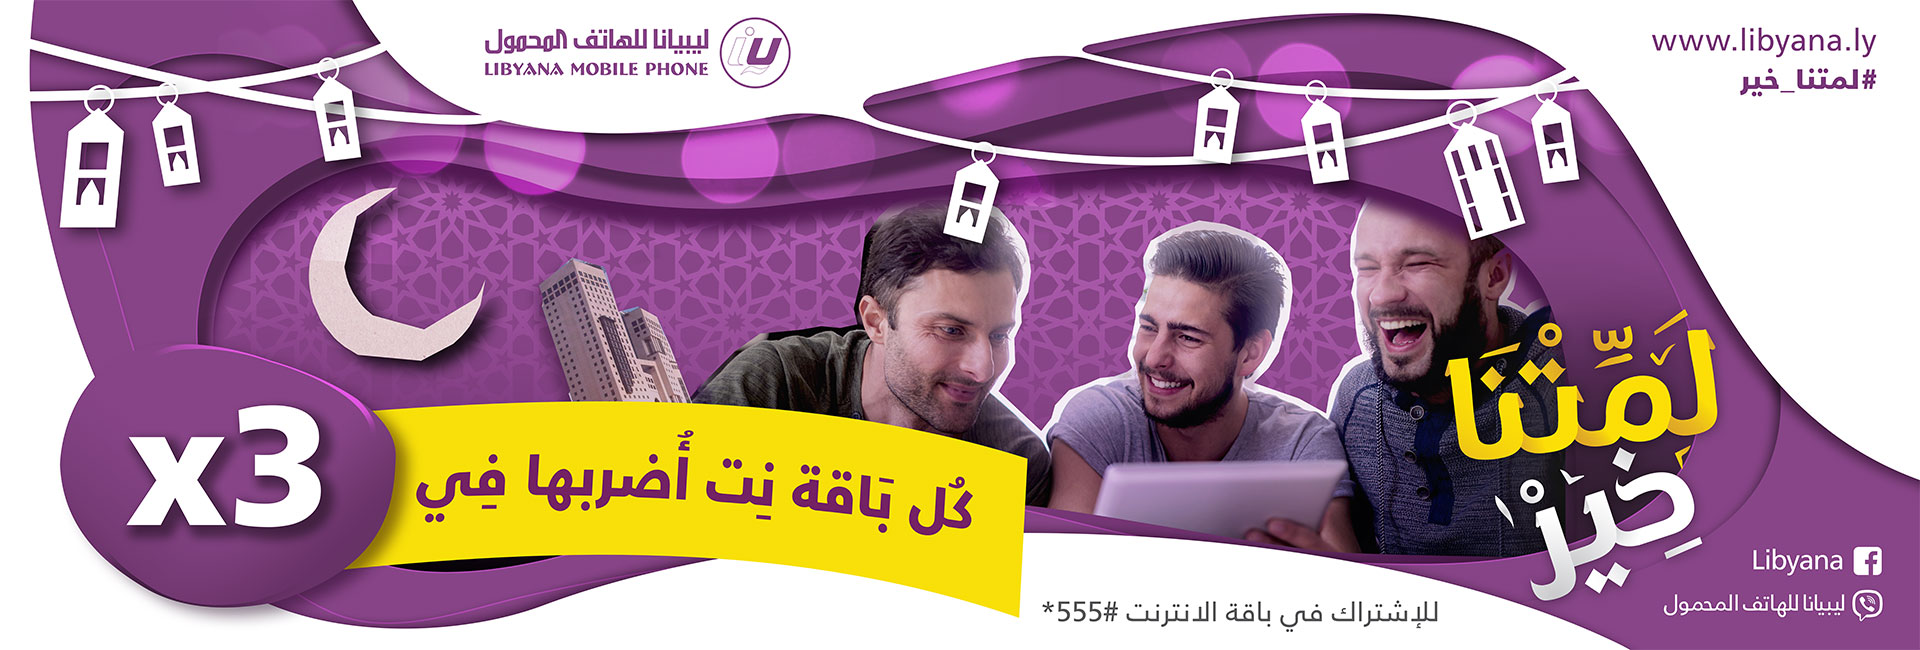 ليبيانا للهاتف المحمول
LIBYANA MOBILE PHONE
www.libyana.ly
#لمتنا_خير
لَمِّتْنَا
خِيرْ
كُل بَاقة نِت أُضربها فِي
x3
للإشتراك في باقة الانترنت #555*
Libyana
ليبيانا للهاتف المحمول